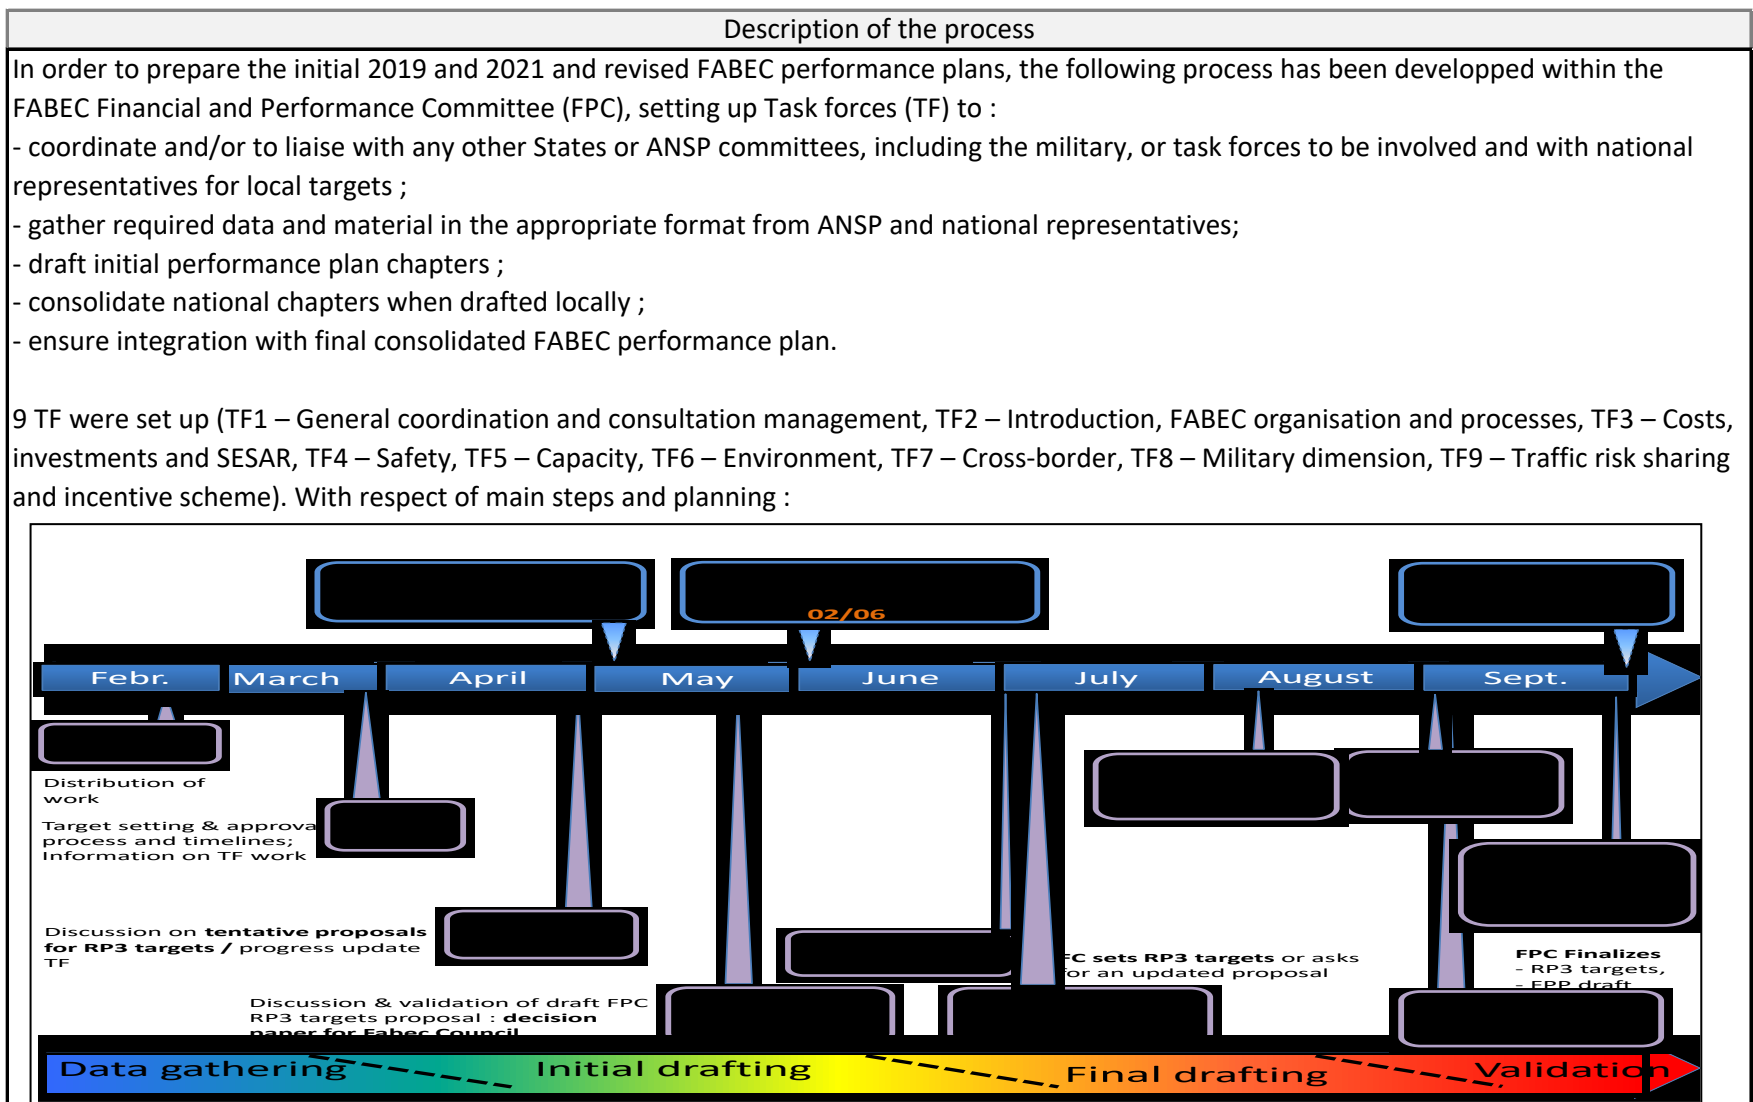 Description of the process
In order to prepare the initial 2019 and 2021 and revised FABEC performance plans, the following process has been developped within the
FABEC Financial and Performance Committee (FPC), setting up Task forces (TF) to :
- coordinate and/or to liaise with any other States or ANSP committees, including the military, or task forces to be involved and with national
representatives for local targets ;
- gather required data and material in the appropriate format from ANSP and national representatives;
- draft initial performance plan chapters ;
- consolidate national chapters when drafted locally ;
- ensure integration with final consolidated FABEC performance plan.
9 TF were set up (TF1 – General coordination and consultation management, TF2 – Introduction, FABEC organisation and processes, TF3 – Costs,
investments and SESAR, TF4 – Safety, TF5 – Capacity, TF6 – Environment, TF7 – Cross-border, TF8 – Military dimension, TF9 – Traffic risk sharing
and incentive scheme). With respect of main steps and planning :
02/06
Febr. March April May June July August Sept.
Distribution of
work
Target setting & approva
process and timelines;
Information on TF work
Discussion on tentative proposals
for RP3 targets / progress update
TF
FC sets RP3 targets or asks
for an updated proposal
FPC Finalizes
- RP3 targets,
- FPP draft
Discussion & validation of draft FPC
RP3 targets proposal : decision
paper for Fabec Council
Data gathering Initial drafting Final drafting Validation